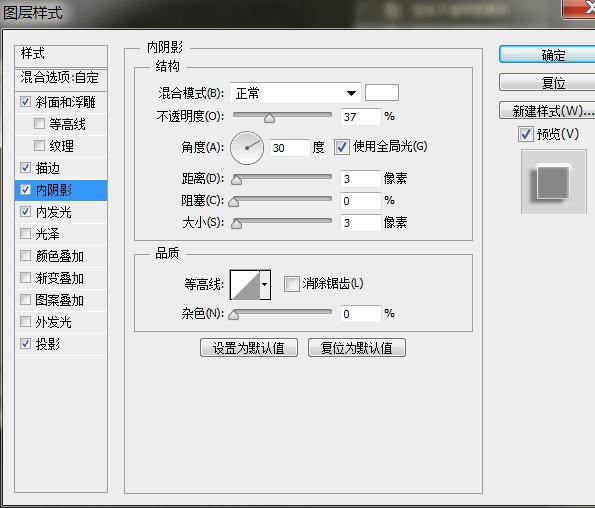 图层样式
样式
混合选项:自定
斜面和浮雕
等高线
纹理
描边
内阴影
内发光
光泽
颜色叠加
渐变叠加
图案叠加
外发光
投影
内阴影
结构
混合模式(B): 正常
不透明度(O): 37 %
角度(A): 30 度 使用全局光(G)
距离(D): 3 像素
阻塞(C): 0 %
大小(S): 3 像素
品质
等高线: 消除锯齿(L)
杂色(N): 0 %
设置为默认值 复位为默认值
确定
复位
新建样式(W)...
预览(V)